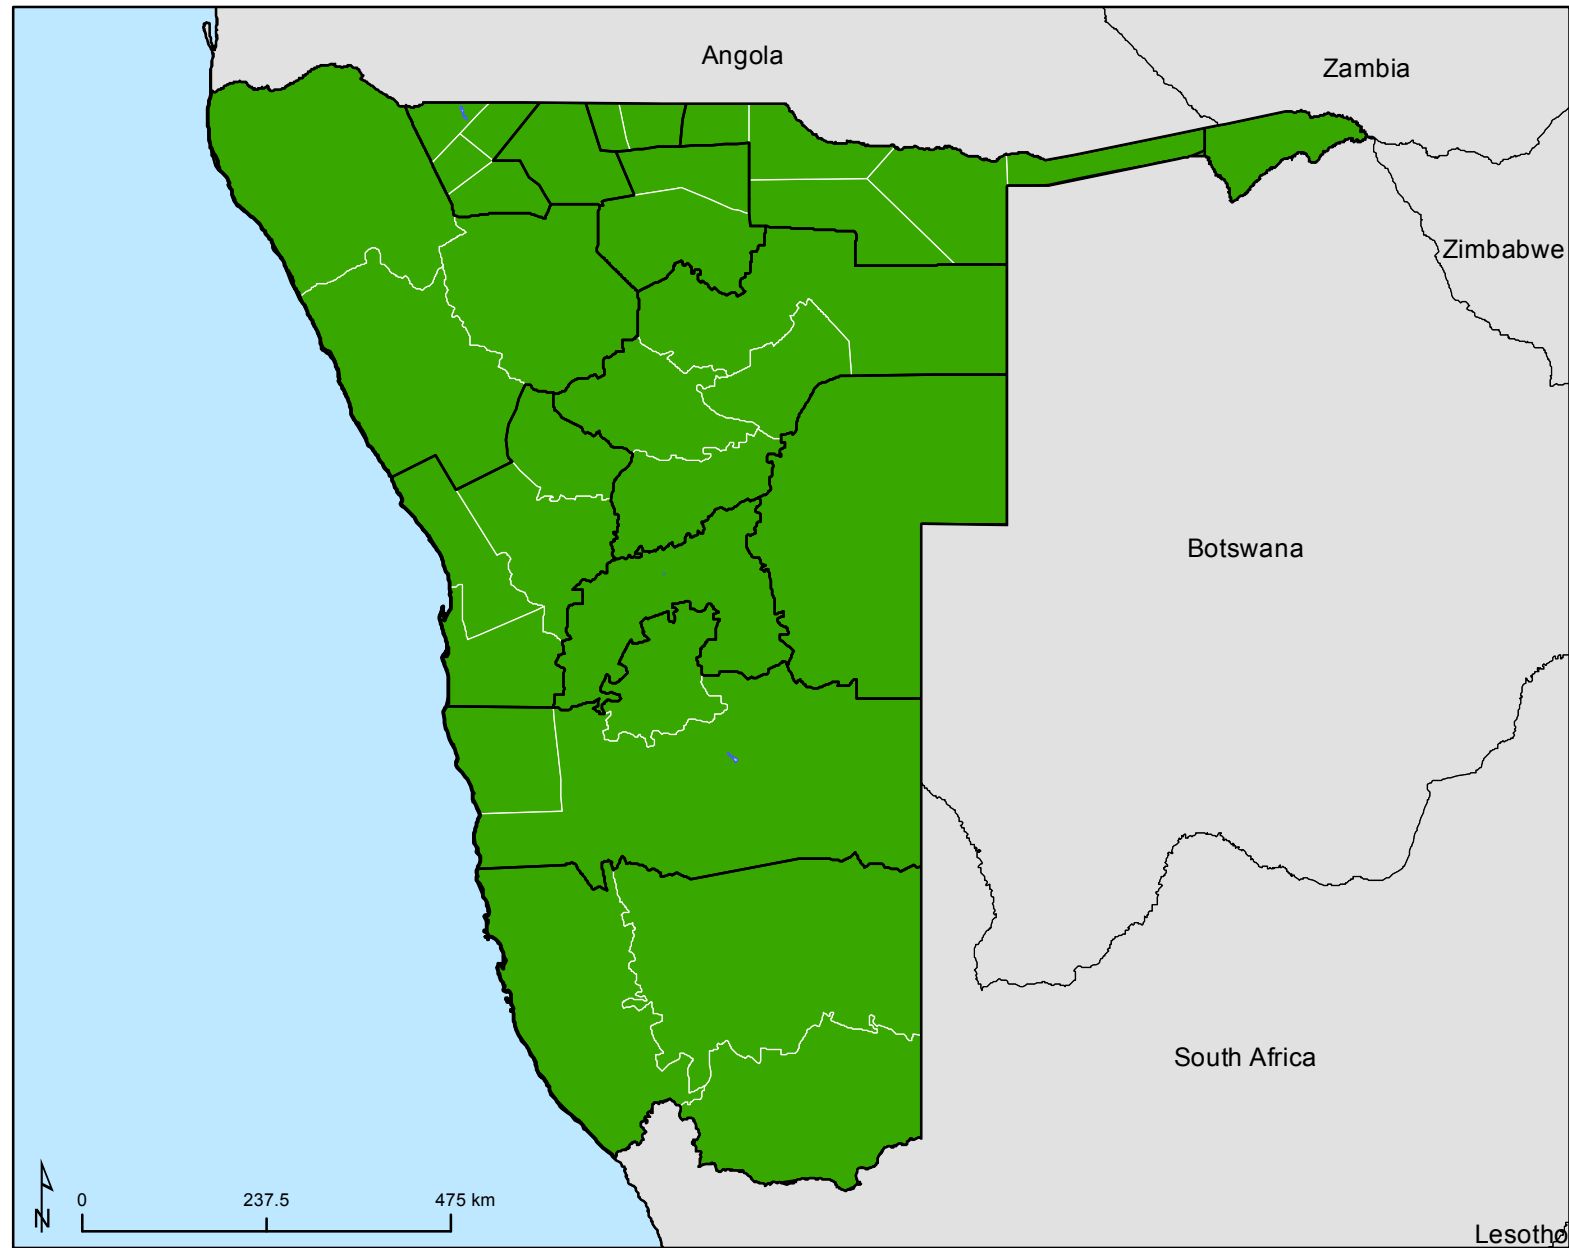 Angola
Zambia
Zimbabwe
Botswana
South Africa
N
0 237.5 475 km
Lesotho